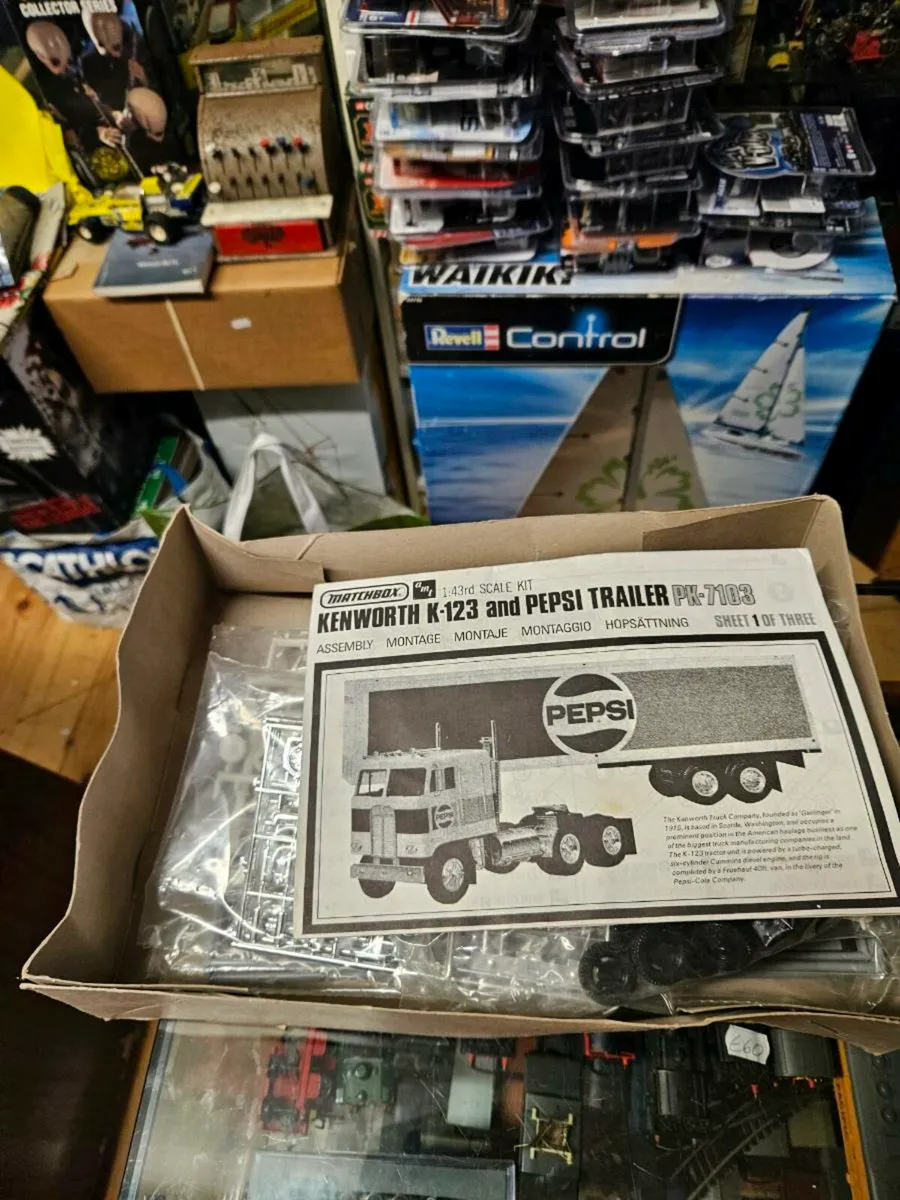 COLLECTOR SERIES
WAIKIKI
Revell Control
MATCHBOX amt 1:43rd SCALE KIT
KENWORTH K-123 and PEPSI TRAILER PK-7103
ASSEMBLY MONTAGE MONTAJE MONTAGGIO HOPSÄTTNING SHEET 1 OF THREE
PEPSI
PEPSI
The Kenworth Truck Company, founded as 'Gerlinger' in
1915, is based in Seattle, Washington, and occupies a
prominent position in the American haulage business as one
of the biggest truck manufacturing companies in the land.
The K-123 tractor unit is powered by a turbo-charged,
six-cylinder Cummins diesel engine, and the rig is
completed by a Fruehauf 40ft. van, in the livery of the
Pepsi-Cola Company.
£60